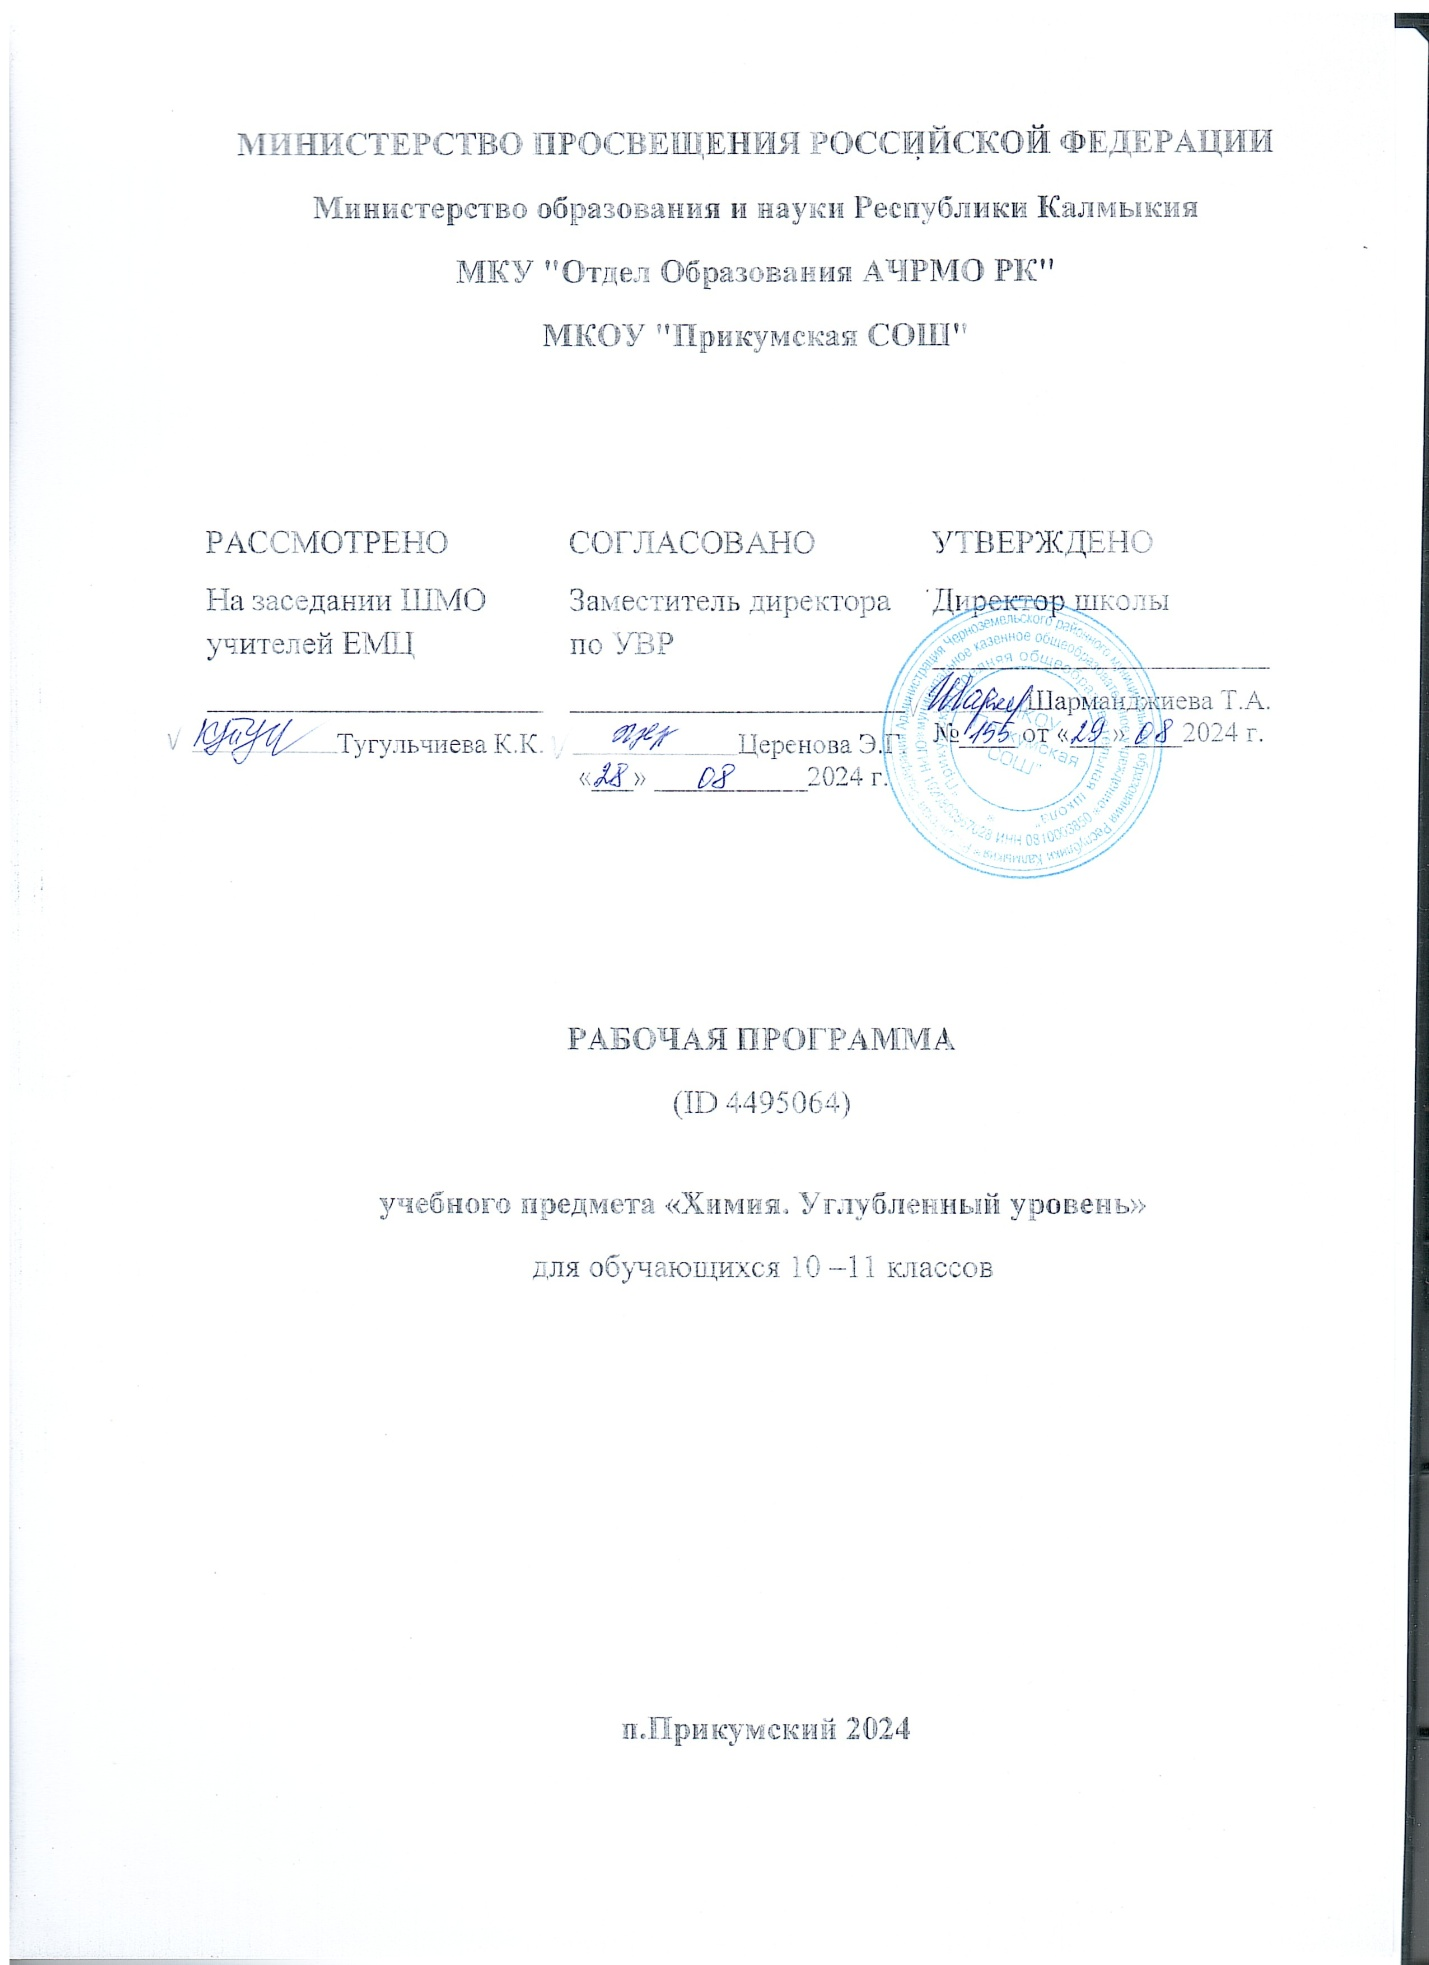 МИНИСТЕРСТВО ПРОСВЕЩЕНИЯ РОССИЙСКОЙ ФЕДЕРАЦИИ
Министерство образования и науки Республики Калмыкия
МКУ "Отдел Образования АЧРМО РК"
МКОУ "Прикумская СОШ"
РАССМОТРЕНО
На заседании ШМО
учителей ЕМЦ
Тугульчиева К.К.
СОГЛАСОВАНО
Заместитель директора
по УВР
Церенова Э.Г
«28» 08 2024 г.
УТВЕРЖДЕНО
Директор школы
Шарманджиева Т.А.
№ 155 от «29» 08 2024 г.
РАБОЧАЯ ПРОГРАММА
(ID 4495064)
учебного предмета «Химия. Углубленный уровень»
для обучающихся 10 –11 классов
п.Прикумский 2024